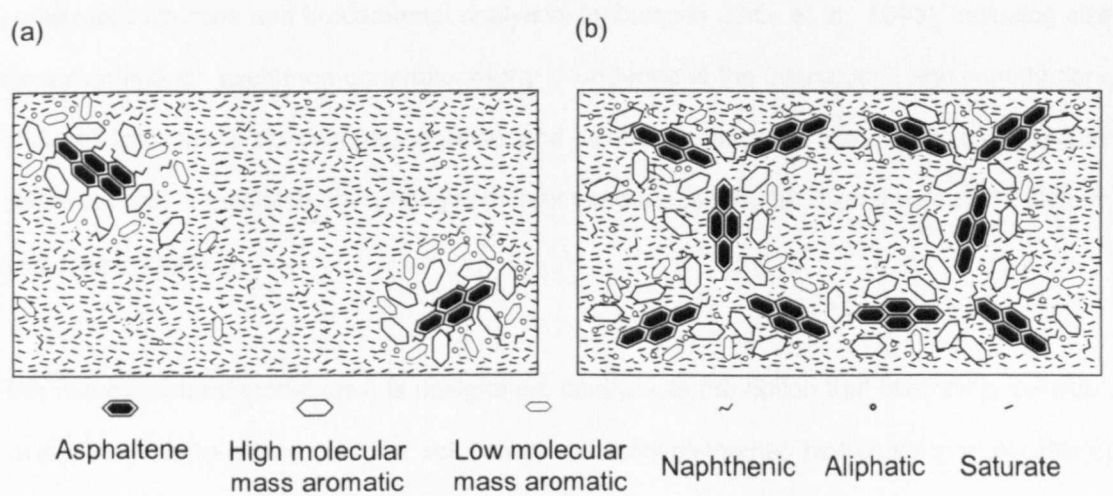 (a)
(b)
Asphaltene
High molecular
mass aromatic
Low molecular
mass aromatic
Naphthenic
Aliphatic
Saturate